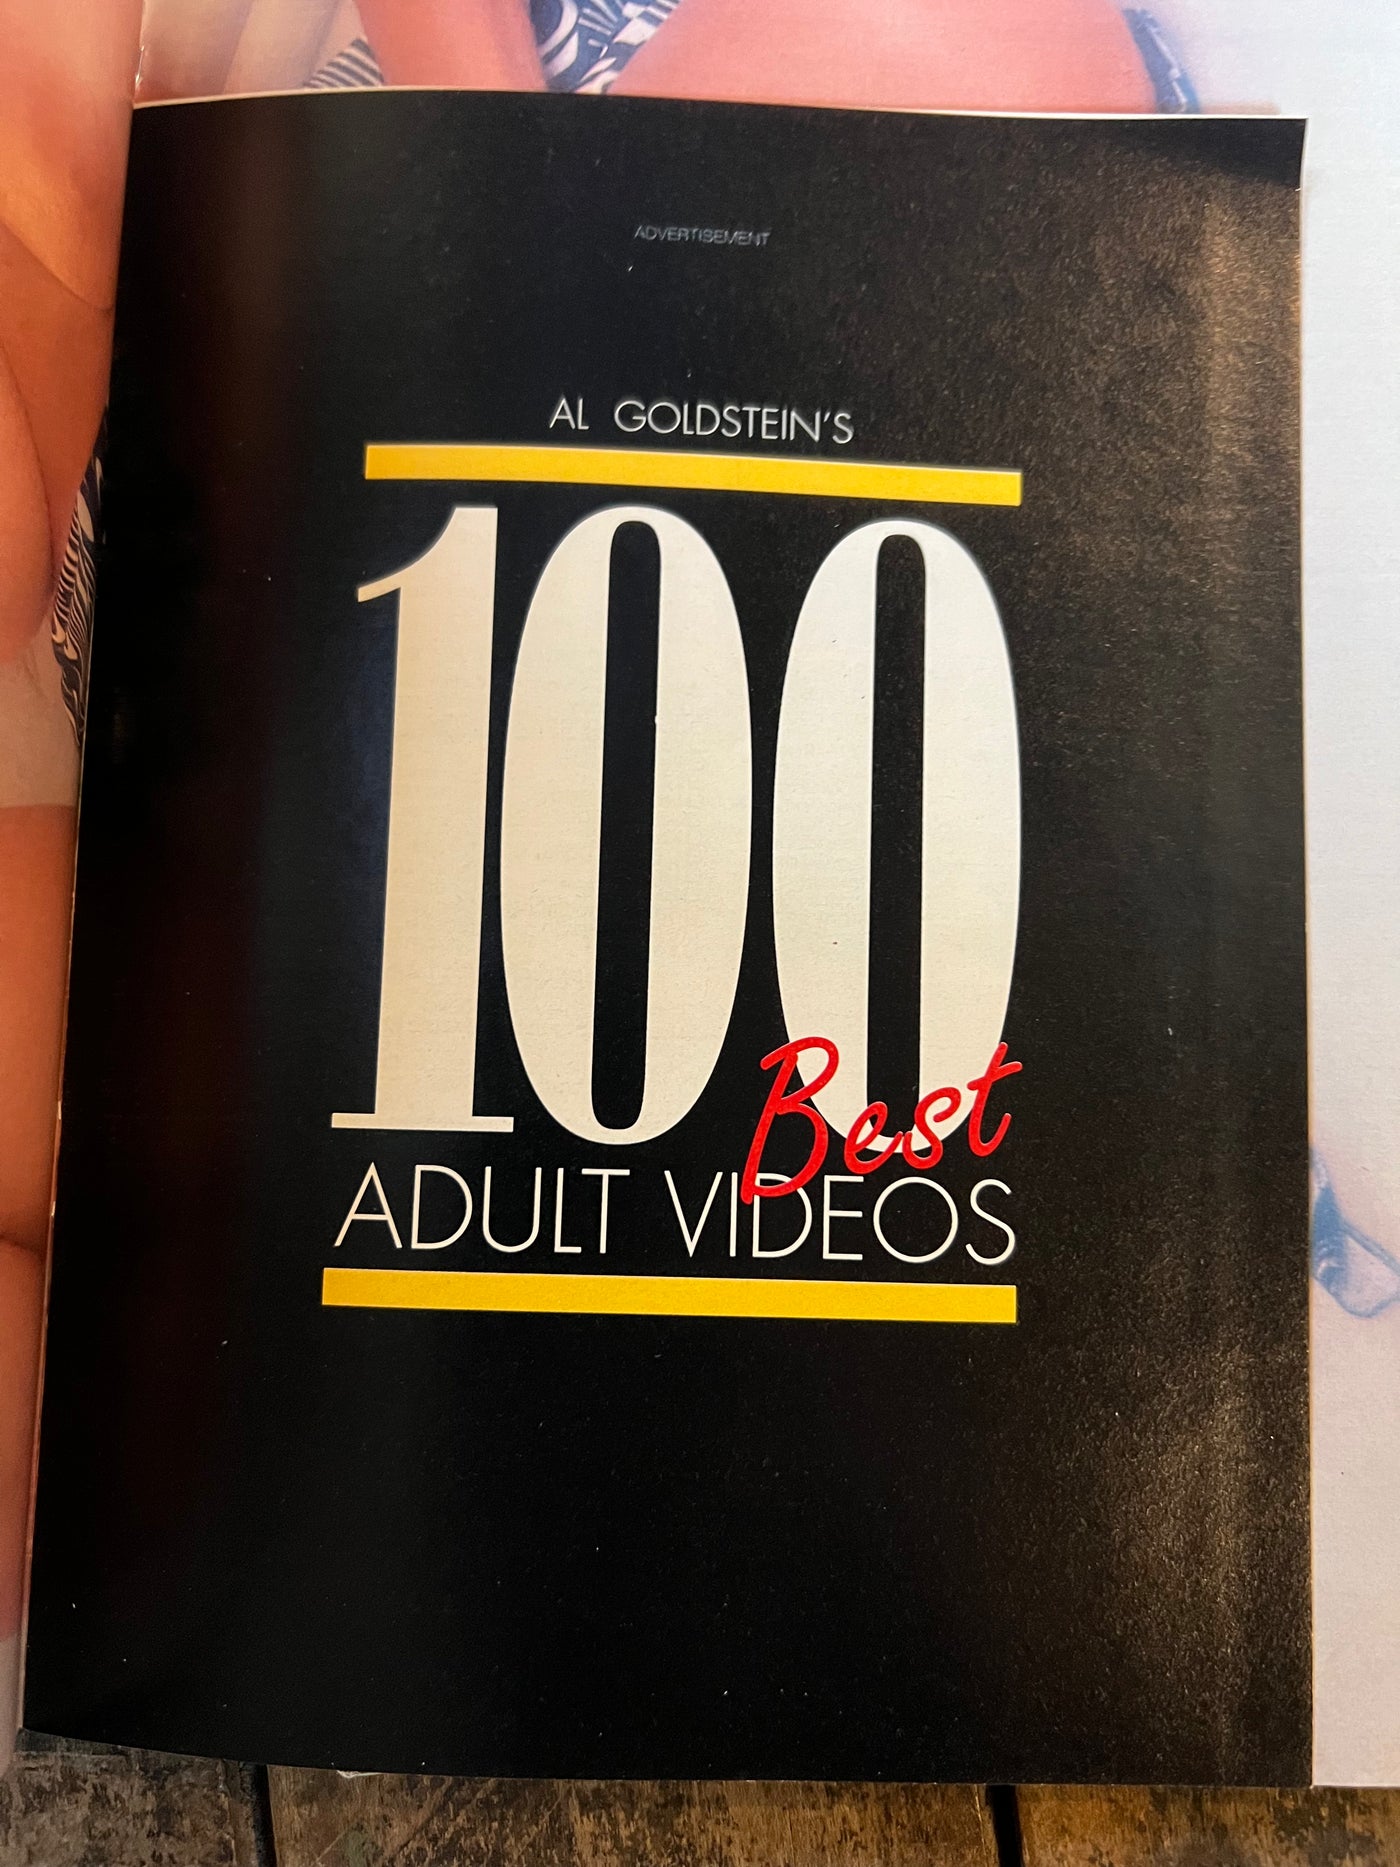 ADVERTISEMENT
AL GOLDSTEIN'S
100
Best
ADULT VIDEOS